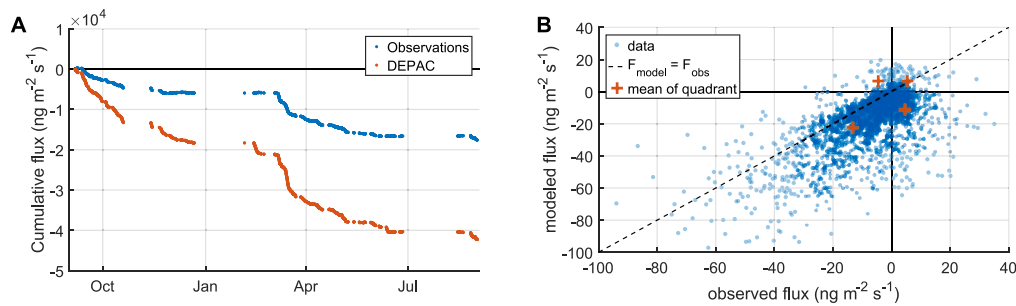 A
×10⁴
Cumulative flux (ng m⁻² s⁻¹)
1
0
-1
-2
-3
-4
-5
Oct
Jan
Apr
Jul
Observations
DEPAC
B
modeled flux (ng m⁻² s⁻¹)
40
20
0
-20
-40
-60
-80
-100
-100
-80
-60
-40
-20
0
20
40
observed flux (ng m⁻² s⁻¹)
data
F_model = F_obs
mean of quadrant